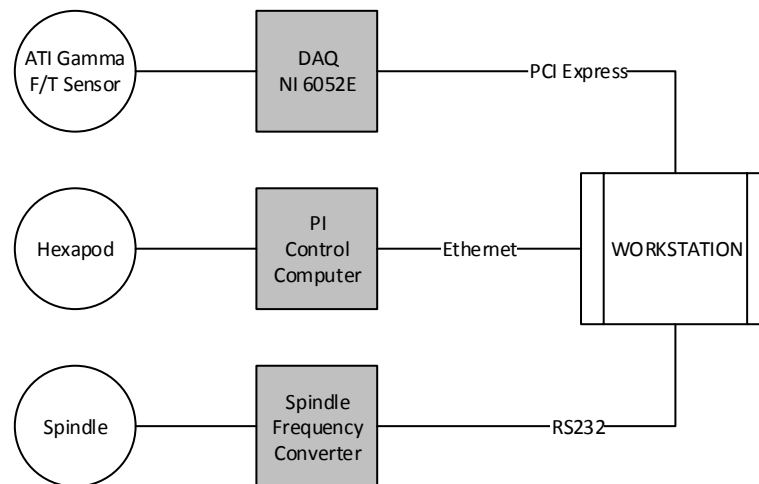 ATI Gamma
F/T Sensor
DAQ
NI 6052E
PCI Express
Hexapod
PI
Control
Computer
Ethernet
WORKSTATION
Spindle
Spindle
Frequency
Converter
RS232